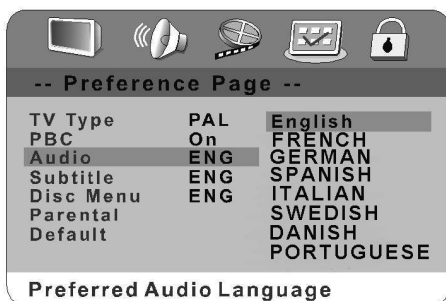 -- Preference Page --
TV Type PAL English
PBC On FRENCH
Audio ENG GERMAN
Subtitle ENG SPANISH
Disc Menu ENG ITALIAN
Parental SWEDISH
Default DANISH
PORTUGUESE
Preferred Audio Language